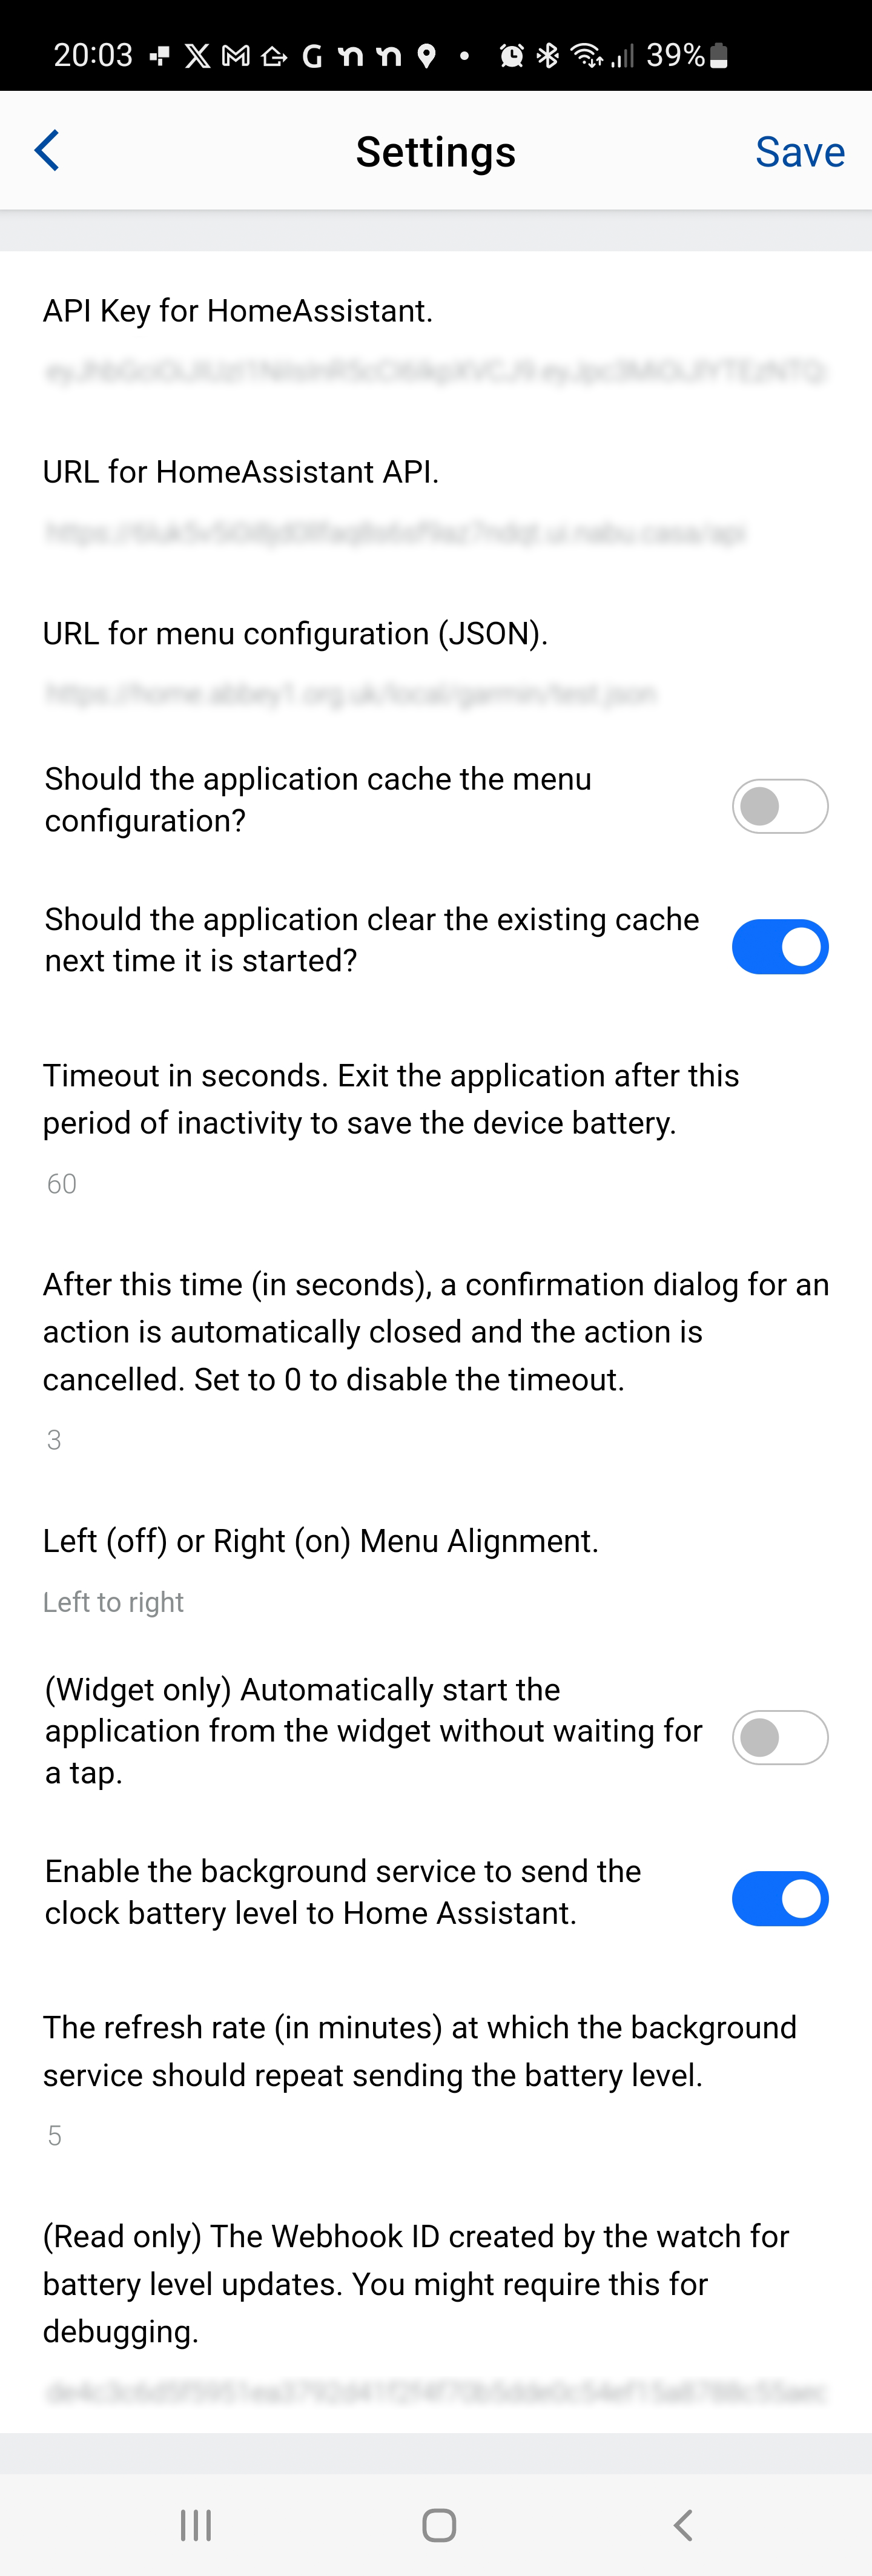 20:03
39%
Settings
Save
API Key for HomeAssistant.
URL for HomeAssistant API.
URL for menu configuration (JSON).
Should the application cache the menu
configuration?
Should the application clear the existing cache
next time it is started?
Timeout in seconds. Exit the application after this
period of inactivity to save the device battery.
60
After this time (in seconds), a confirmation dialog for an
action is automatically closed and the action is
cancelled. Set to 0 to disable the timeout.
3
Left (off) or Right (on) Menu Alignment.
Left to right
(Widget only) Automatically start the
application from the widget without waiting for
a tap.
Enable the background service to send the
clock battery level to Home Assistant.
The refresh rate (in minutes) at which the background
service should repeat sending the battery level.
5
(Read only) The Webhook ID created by the watch for
battery level updates. You might require this for
debugging.